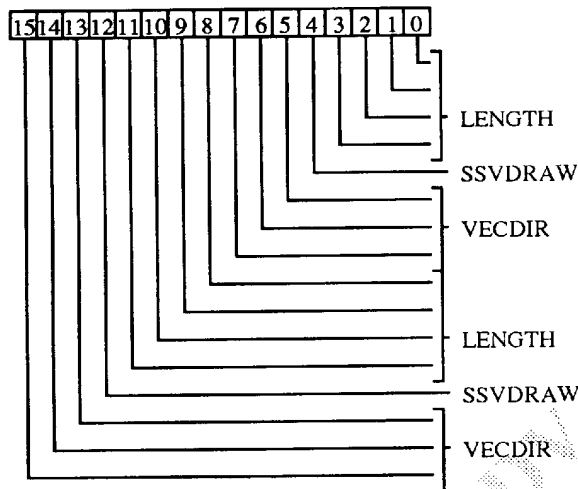 15 14 13 12 11 10 9 8 7 6 5 4 3 2 1 0
LENGTH
SSVDRAW
VECDIR
LENGTH
SSVDRAW
VECDIR